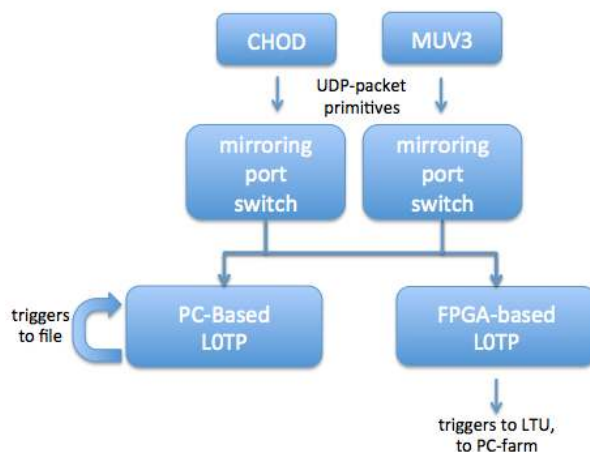 CHOD
MUV3
UDP-packet
primitives
mirroring
port
switch
mirroring
port
switch
triggers
to file
PC-Based
L0TP
FPGA-based
L0TP
triggers to LTU,
to PC-farm